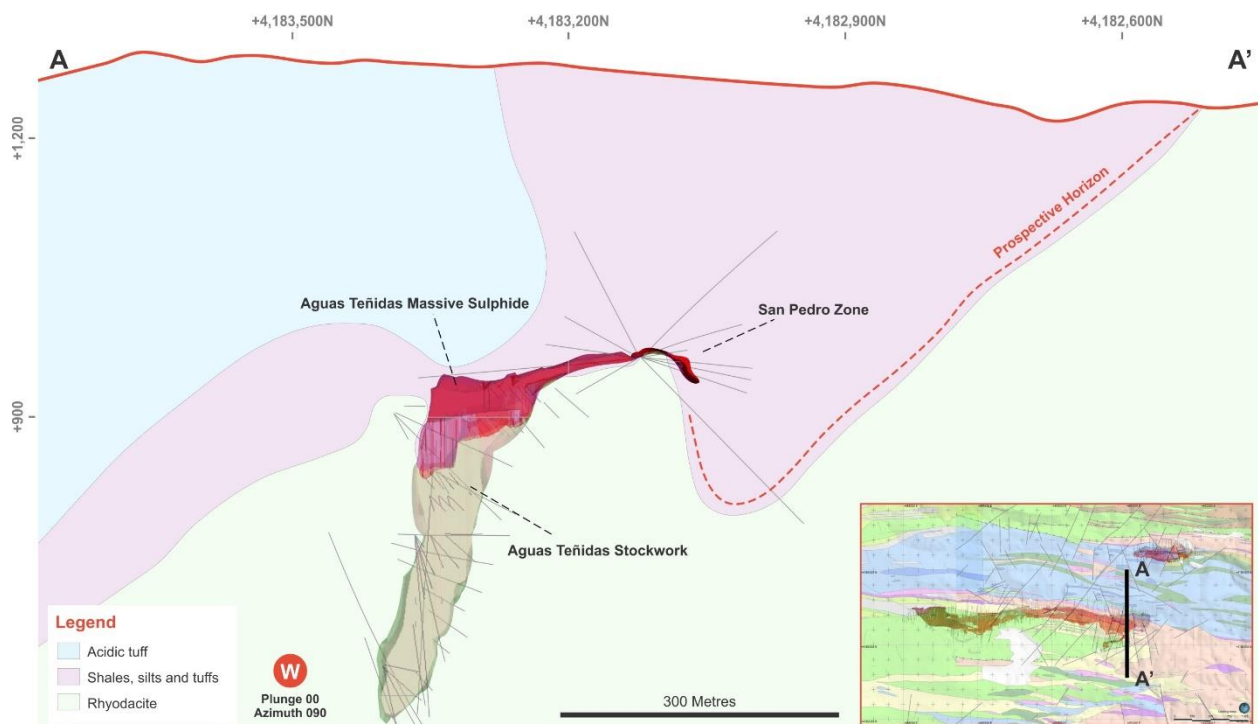 +4,183,500N
+4,183,200N
+4,182,900N
+4,182,600N
A
A'
+1,200
Prospective Horizon
Aguas Teñidas Massive Sulphide
San Pedro Zone
+900
Aguas Teñidas Stockwork
Legend
Acidic tuff
Shales, silts and tuffs
Rhyodacite
W
Plunge 00
Azimuth 090
300 Metres
A
A'